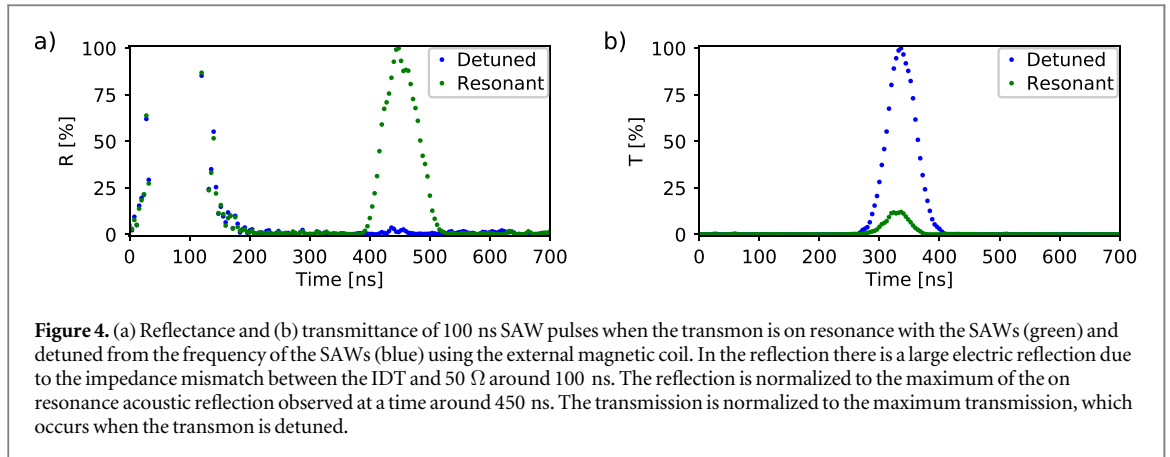 a)
100
75
50
25
0
R [%]
Detuned
Resonant
0 100 200 300 400 500 600 700
Time [ns]
b)
100
75
50
25
0
T [%]
Detuned
Resonant
0 100 200 300 400 500 600 700
Time [ns]
Figure 4. (a) Reflectance and (b) transmittance of 100 ns SAW pulses when the transmon is on resonance with the SAWs (green) and
detuned from the frequency of the SAWs (blue) using the external magnetic coil. In the reflection there is a large electric reflection due
to the impedance mismatch between the IDT and 50 Ω around 100 ns. The reflection is normalized to the maximum of the on
resonance acoustic reflection observed at a time around 450 ns. The transmission is normalized to the maximum transmission, which
occurs when the transmon is detuned.